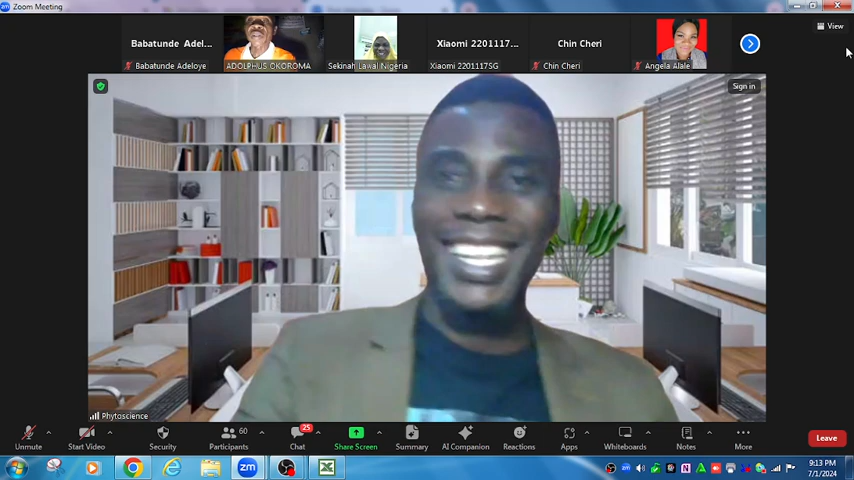 Zoom Meeting
View
Babatunde Adel...
Xiaomi 2201117...
Chin Cheri
Babatunde Adeloye
ADOLPHUS OKOROMA
Sekinah Lawal Nigeria
Xiaomi 2201117SG
Chin Cheri
Angela Alale
Sign in
Phytoscience
60
25
Unmute
Start Video
Security
Participants
Chat
Share Screen
Summary
AI Companion
Reactions
Apps
Whiteboards
Notes
More
Leave
zm
9:13 PM
7/1/2024